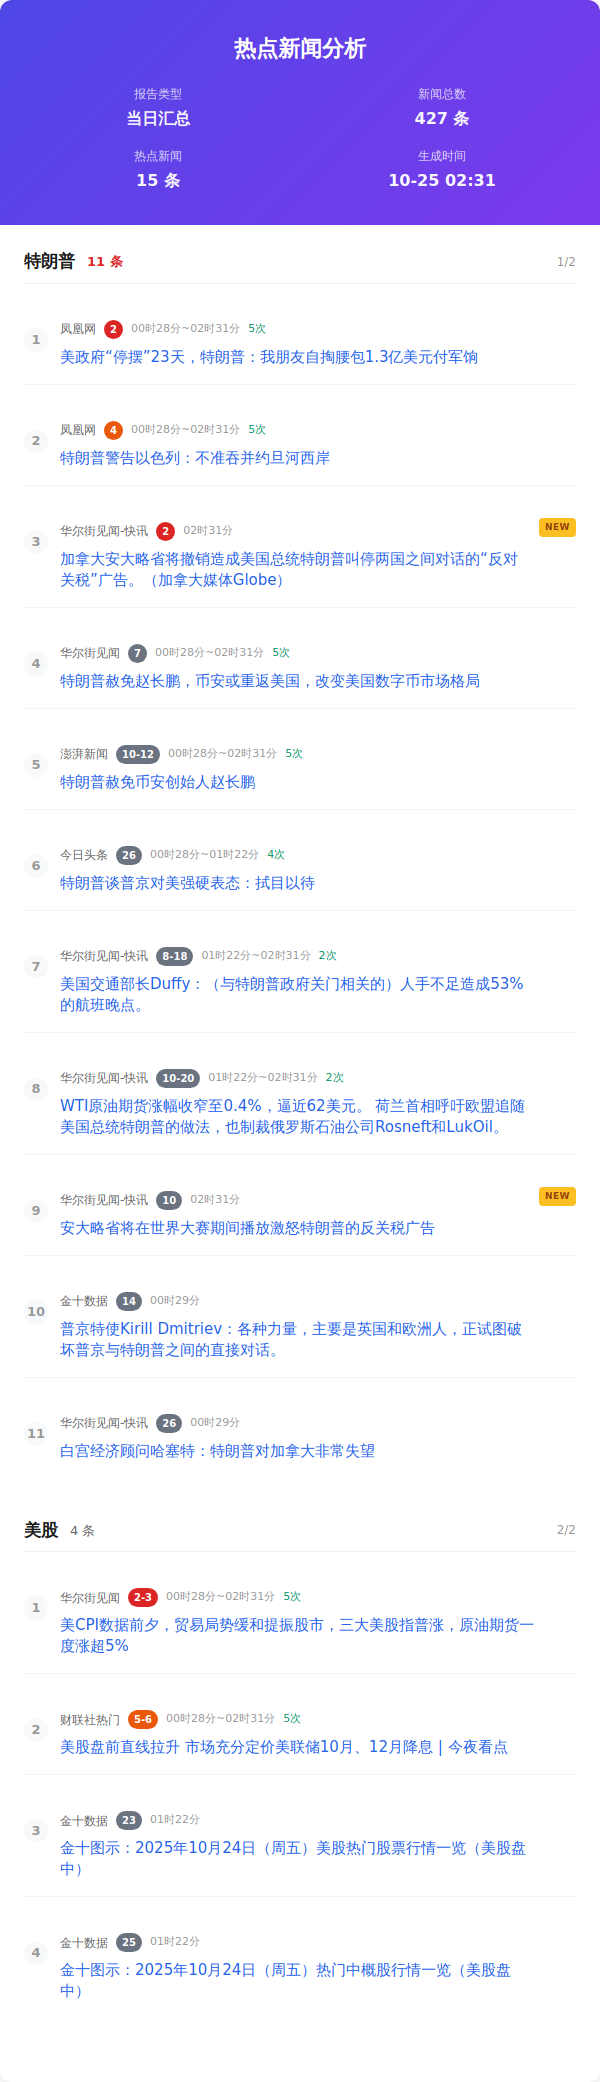 热点新闻分析
报告类型
当日汇总
新闻总数
427 条
热点新闻
15 条
生成时间
10-25 02:31
特朗普 11 条 1/2
1
凤凰网 2 00时28分~02时31分 5次
美政府“停摆”23天，特朗普：我朋友自掏腰包1.3亿美元付军饷
2
凤凰网 4 00时28分~02时31分 5次
特朗普警告以色列：不准吞并约旦河西岸
3
华尔街见闻-快讯 2 02时31分 NEW
加拿大安大略省将撤销造成美国总统特朗普叫停两国之间对话的“反对
关税”广告。（加拿大媒体Globe）
4
华尔街见闻 7 00时28分~02时31分 5次
特朗普赦免赵长鹏，币安或重返美国，改变美国数字币市场格局
5
澎湃新闻 10-12 00时28分~02时31分 5次
特朗普赦免币安创始人赵长鹏
6
今日头条 26 00时28分~01时22分 4次
特朗普谈普京对美强硬表态：拭目以待
7
华尔街见闻-快讯 8-18 01时22分~02时31分 2次
美国交通部长Duffy：（与特朗普政府关门相关的）人手不足造成53%
的航班晚点。
8
华尔街见闻-快讯 10-20 01时22分~02时31分 2次
WTI原油期货涨幅收窄至0.4%，逼近62美元。 荷兰首相呼吁欧盟追随
美国总统特朗普的做法，也制裁俄罗斯石油公司Rosneft和LukOil。
9
华尔街见闻-快讯 10 02时31分 NEW
安大略省将在世界大赛期间播放激怒特朗普的反关税广告
10
金十数据 14 00时29分
普京特使Kirill Dmitriev：各种力量，主要是英国和欧洲人，正试图破
坏普京与特朗普之间的直接对话。
11
华尔街见闻-快讯 26 00时29分
白宫经济顾问哈塞特：特朗普对加拿大非常失望
美股 4 条 2/2
1
华尔街见闻 2-3 00时28分~02时31分 5次
美CPI数据前夕，贸易局势缓和提振股市，三大美股指普涨，原油期货一
度涨超5%
2
财联社热门 5-6 00时28分~02时31分 5次
美股盘前直线拉升 市场充分定价美联储10月、12月降息 | 今夜看点
3
金十数据 23 01时22分
金十图示：2025年10月24日（周五）美股热门股票行情一览（美股盘
中）
4
金十数据 25 01时22分
金十图示：2025年10月24日（周五）热门中概股行情一览（美股盘
中）